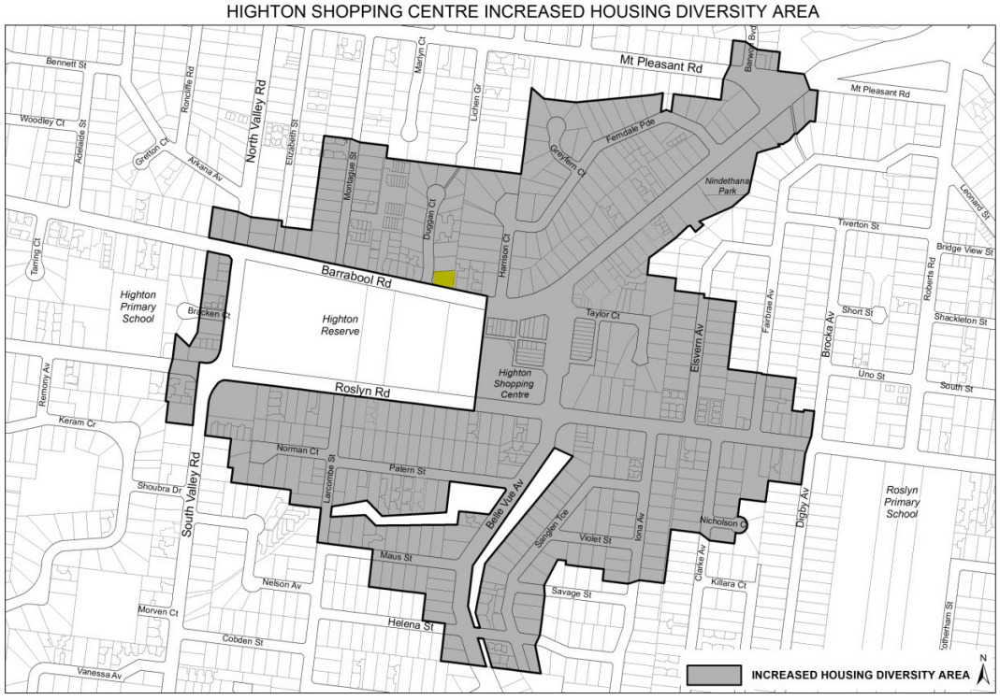 HIGHTON SHOPPING CENTRE INCREASED HOUSING DIVERSITY AREA
Bennett St
Roncliffe Rd
North Valley Rd
Marlyn Ct
Lichen Gr
Mt Pleasant Rd
Barwon Bvd
Mt Pleasant Rd
Woodley Ct
Adelaide St
Gretton Ct
Arkana Av
Elizabeth St
Montague St
Duggan Ct
Harrison Ct
Greyfern Ct
Ferndale Pde
Nindethana
Park
Leonard St
Tiverton St
Bridge View St
Tarring Ct
Highton
Primary
School
Bracken Ct
Barrabool Rd
Highton
Reserve
Taylor Ct
Elsvern Av
Fairbrae Av
Brocka Av
Short St
Roberts Rd
Shackleton St
Highton
Shopping
Centre
Remony Av
Roslyn Rd
Uno St
South St
Keram Cr
Norman Ct
Larcombe St
Patern St
Shoubra Dr
South Valley Rd
Belle Vue Av
Sanglen Tce
Iona Av
Nicholson C
Digby Av
Roslyn
Primary
School
Maus St
Violet St
Clarke Av
Nelson Av
Savage St
Killara Ct
Morven Ct
Helena St
Cobden St
Vanessa Av
otherham St
INCREASED HOUSING DIVERSITY AREA
N